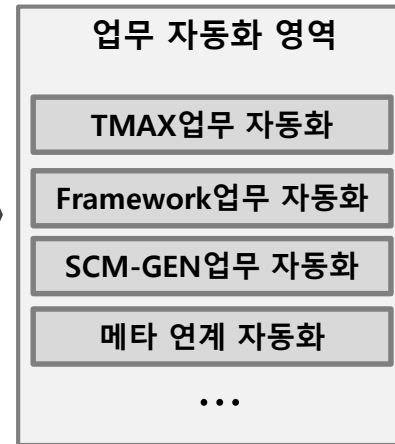 업무 자동화 영역
TMAX업무 자동화
Framework업무 자동화
SCM-GEN업무 자동화
메타 연계 자동화
...